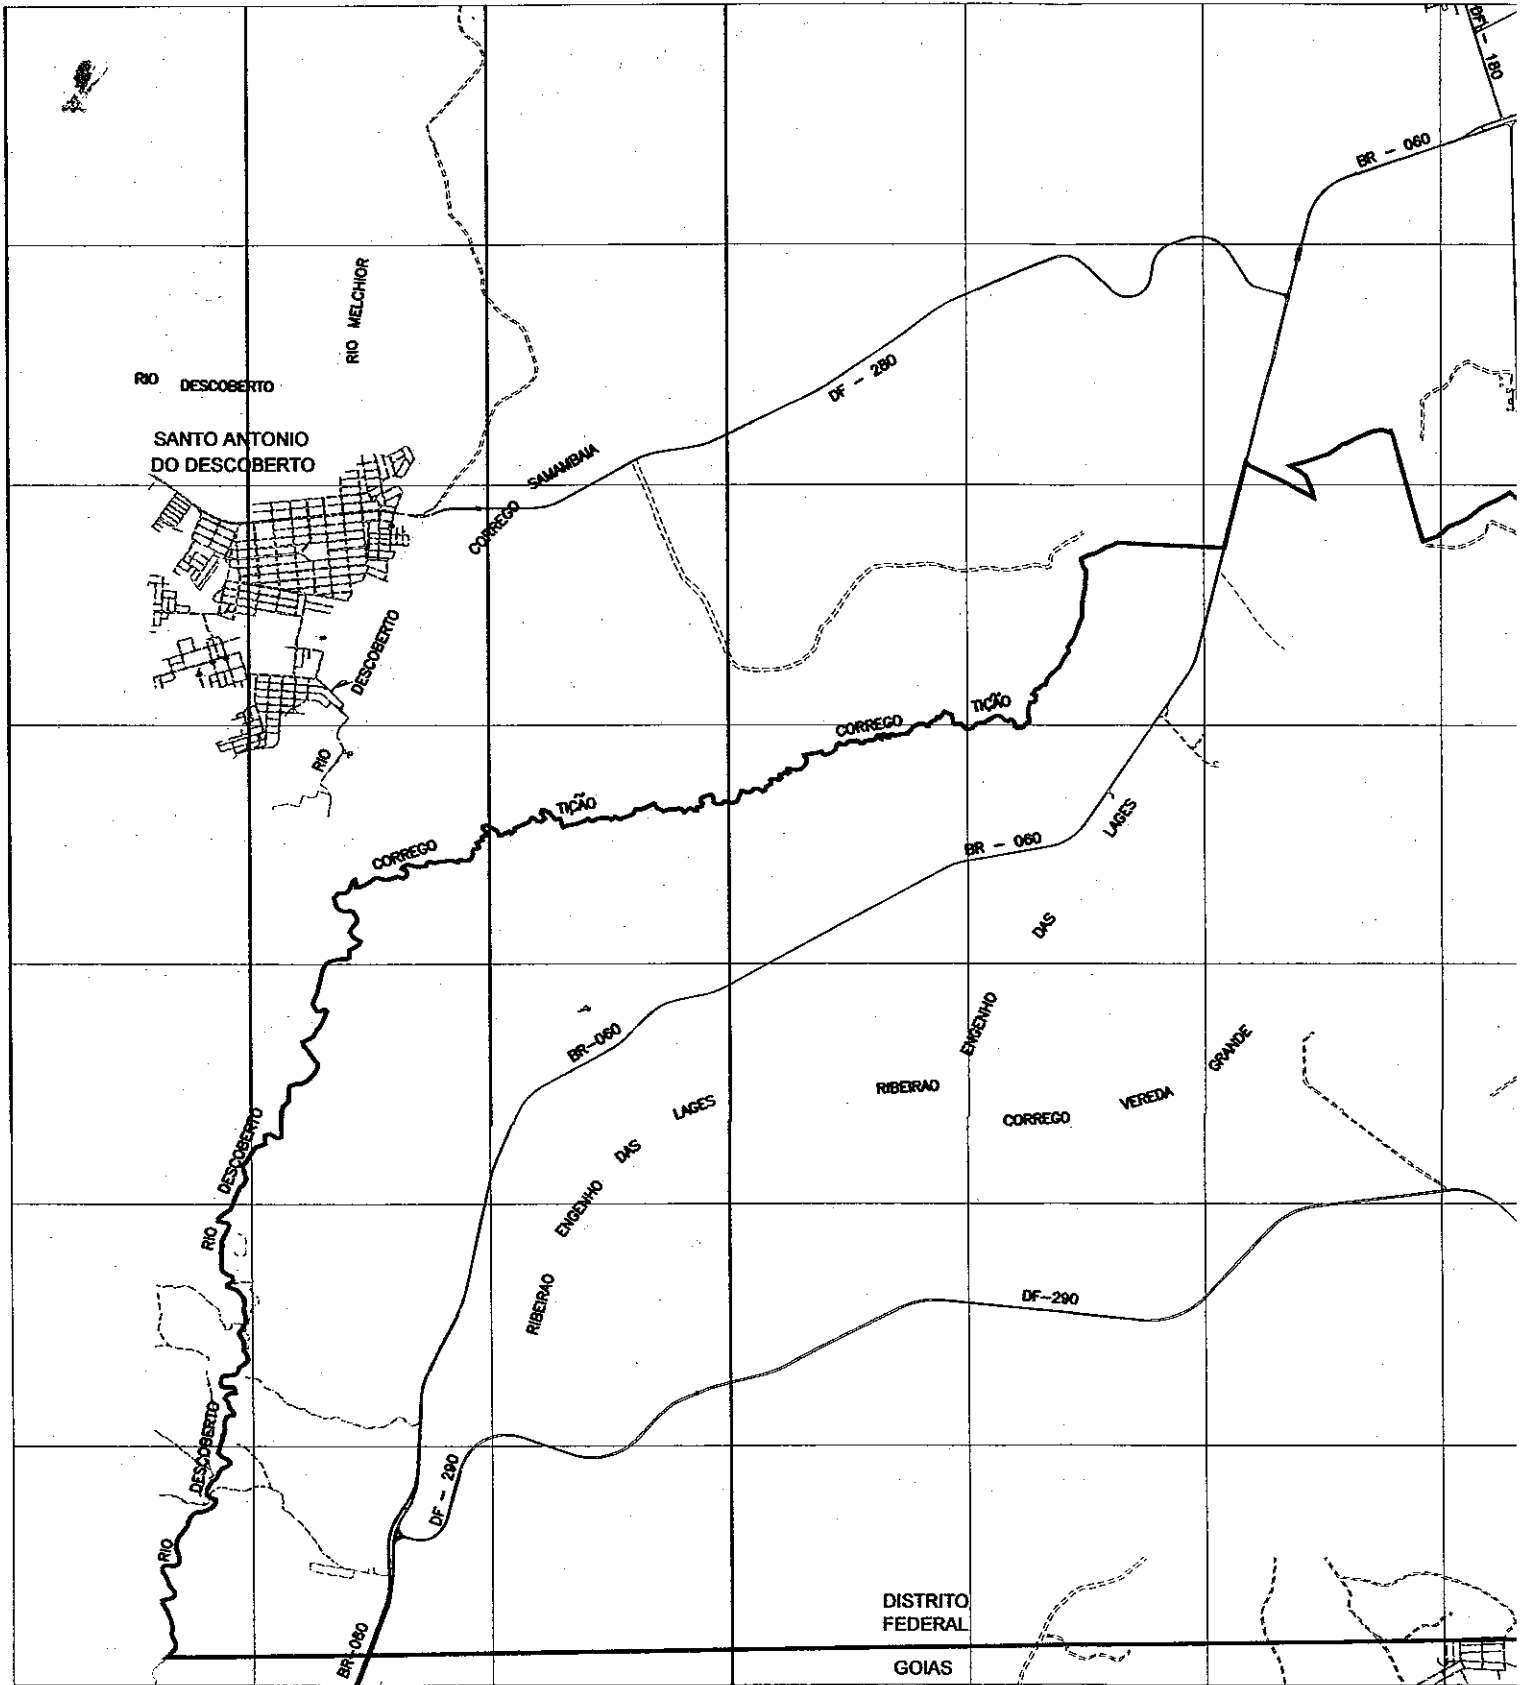 DF - 180
BR - 060
RIO MELCHIOR
RIO DESCOBERTO
DF - 280
SANTO ANTONIO
DO DESCOBERTO
CORREGO SAMAMBAIA
RIO DESCOBERTO
CORREGO TIÇÃO
CORREGO TIÇÃO
BR - 060
RIBEIRAO ENGENHO DAS LAGES
BR-060
CORREGO VEREDA GRANDE
RIBEIRAO ENGENHO DAS LAGES
RIO DESCOBERTO
DF-290
RIO DESCOBERTO
DF - 290
BR-060
DISTRITO
FEDERAL
GOIAS